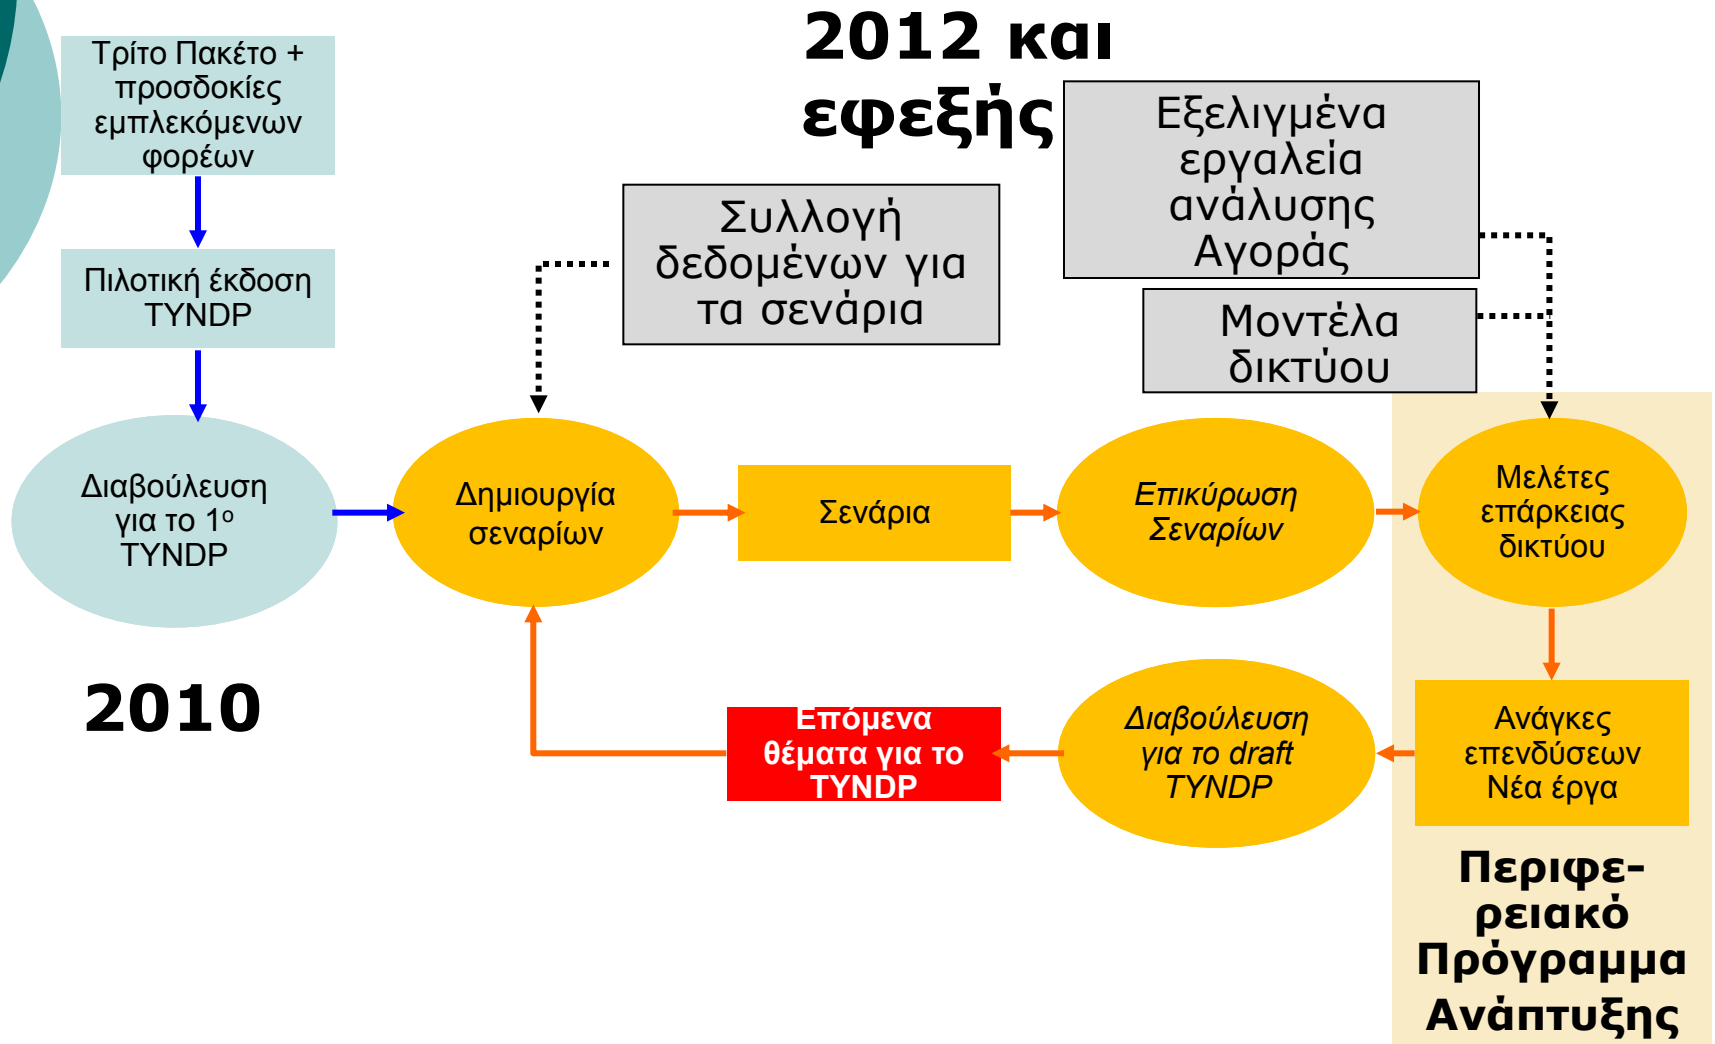 2012 και
εφεξής
Τρίτο Πακέτο +
προσδοκίες
εμπλεκόμενων
φορέων
Πιλοτική έκδοση
TYNDP
Διαβούλευση
για το 1ο
TYNDP
2010
Συλλογή
δεδομένων για
τα σενάρια
Εξελιγμένα
εργαλεία
ανάλυσης
Αγοράς
Μοντέλα
δικτύου
Δημιουργία
σεναρίων
Σενάρια
Επικύρωση
Σεναρίων
Μελέτες
επάρκειας
δικτύου
Επόμενα
θέματα για το
TYNDP
Διαβούλευση
για το draft
TYNDP
Ανάγκες
επενδύσεων
Νέα έργα
Περιφε-
ρειακό
Πρόγραμμα
Ανάπτυξης